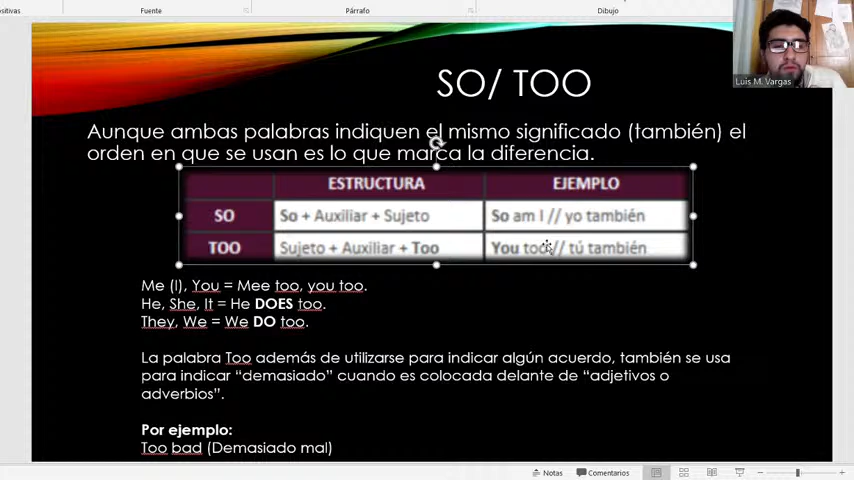 ositivas
Fuente
Párrafo
Dibujo
Luis M. Vargas
SO/ TOO
Aunque ambas palabras indiquen el mismo significado (también) el
orden en que se usan es lo que marca la diferencia.
ESTRUCTURA EJEMPLO
SO So + Auxiliar + Sujeto So am I // yo también
TOO Sujeto + Auxiliar + Too You too // tú también
Me (I), You = Mee too, you too.
He, She, It = He DOES too.
They, We = We DO too.
La palabra Too además de utilizarse para indicar algún acuerdo, también se usa
para indicar “demasiado” cuando es colocada delante de “adjetivos o
adverbios”.
Por ejemplo:
Too bad (Demasiado mal)
Notas Comentarios